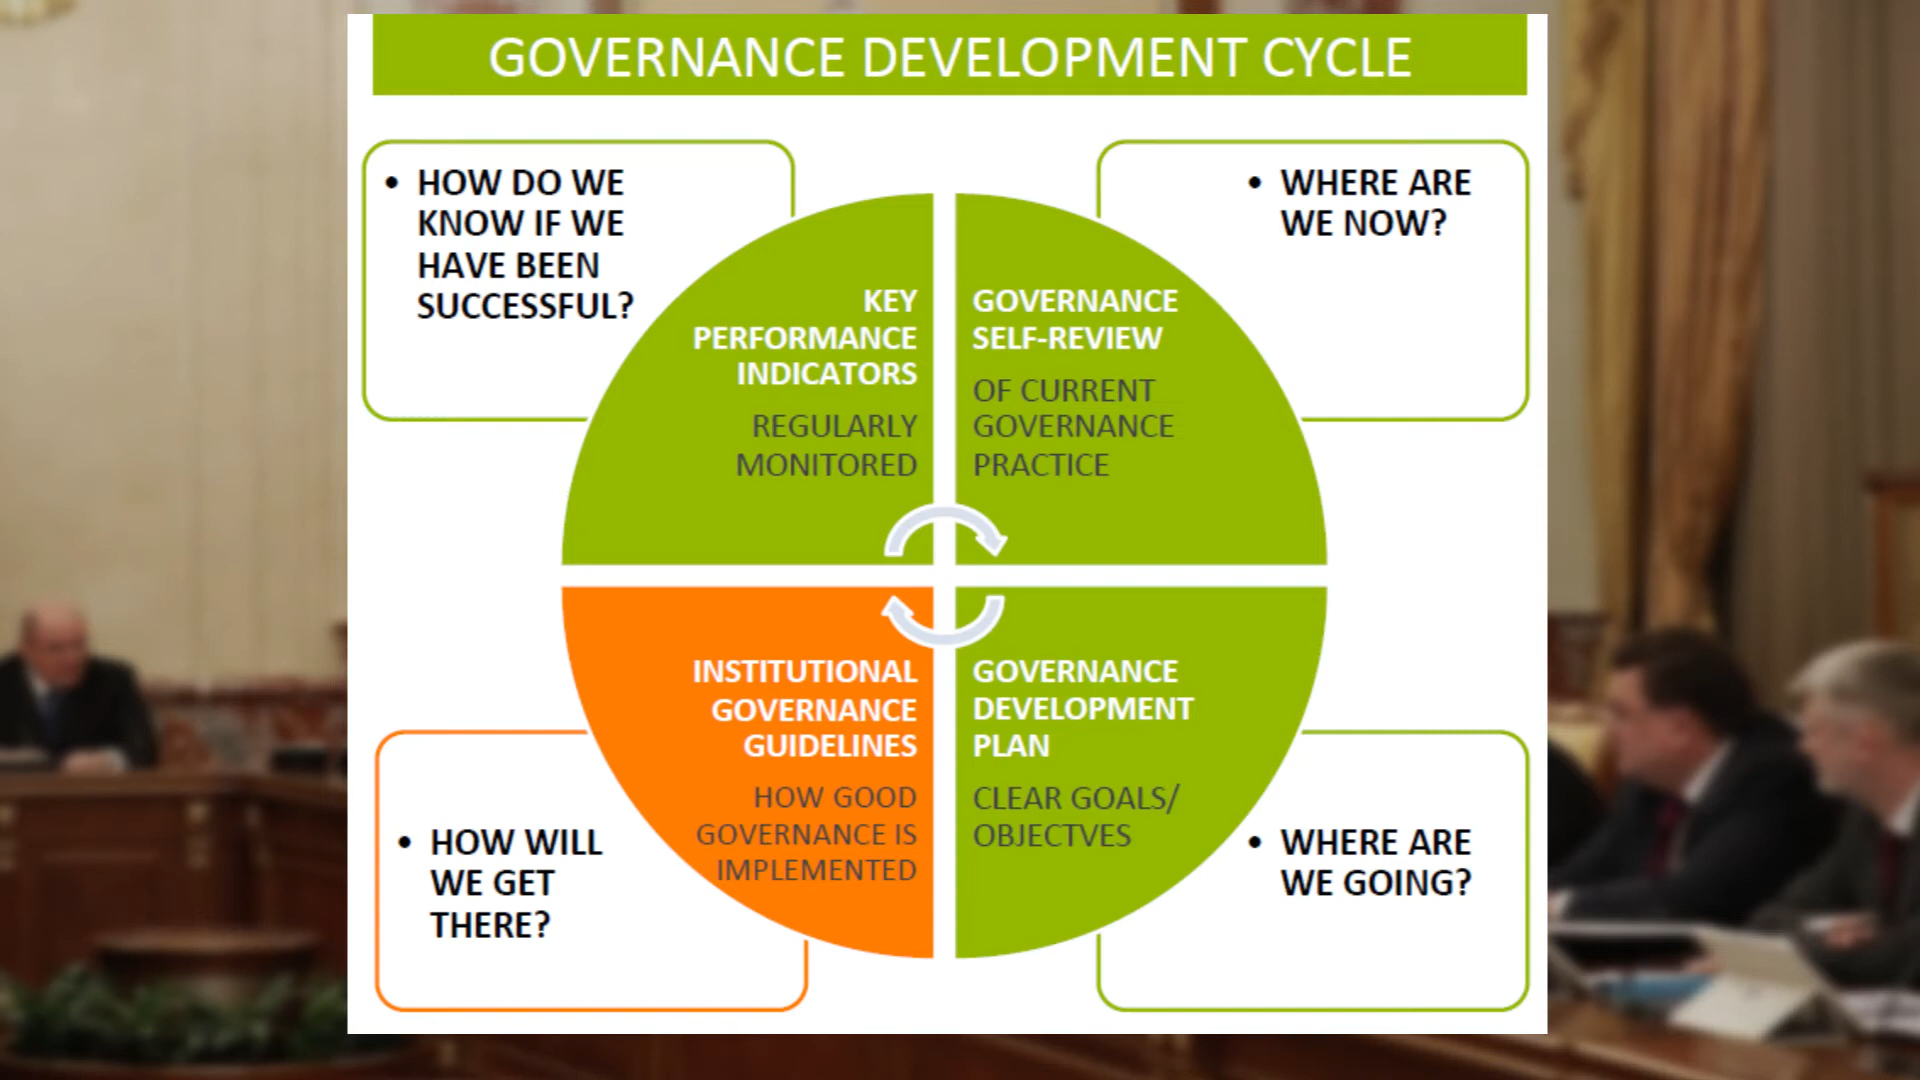 GOVERNANCE DEVELOPMENT CYCLE
• HOW DO WE
KNOW IF WE
HAVE BEEN
SUCCESSFUL?
• WHERE ARE
WE NOW?
KEY
PERFORMANCE
INDICATORS
REGULARLY
MONITORED
GOVERNANCE
SELF-REVIEW
OF CURRENT
GOVERNANCE
PRACTICE
INSTITUTIONAL
GOVERNANCE
GUIDELINES
HOW GOOD
GOVERNANCE IS
IMPLEMENTED
GOVERNANCE
DEVELOPMENT
PLAN
CLEAR GOALS/
OBJECTVES
• HOW WILL
WE GET
THERE?
• WHERE ARE
WE GOING?